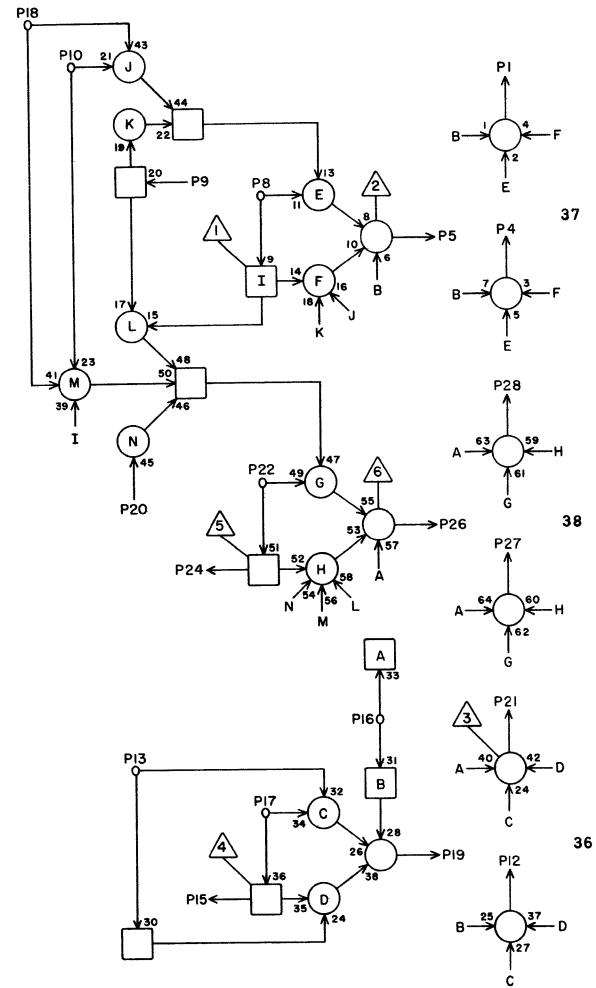 P18
43
P10
21
J
44
K
22
19
20
P9
P8
13
E
11
2
8
P5
10
6
B
1
9
I
14
F
16
18
J
K
17
15
L
48
50
46
23
41
M
39
I
N
45
P20
47
P22
49
G
6
55
P26
53
57
A
5
51
P24
52
H
58
54
56
N
M
L
A
33
P16
31
B
28
P13
32
P17
34
C
26
P19
38
4
36
P15
35
D
24
30
P1
1
4
B
F
2
E
37
P4
7
3
B
F
5
E
P28
63
59
A
H
61
G
38
P27
64
60
A
H
62
G
P21
3
40
42
A
D
24
C
36
P12
25
37
B
D
27
C